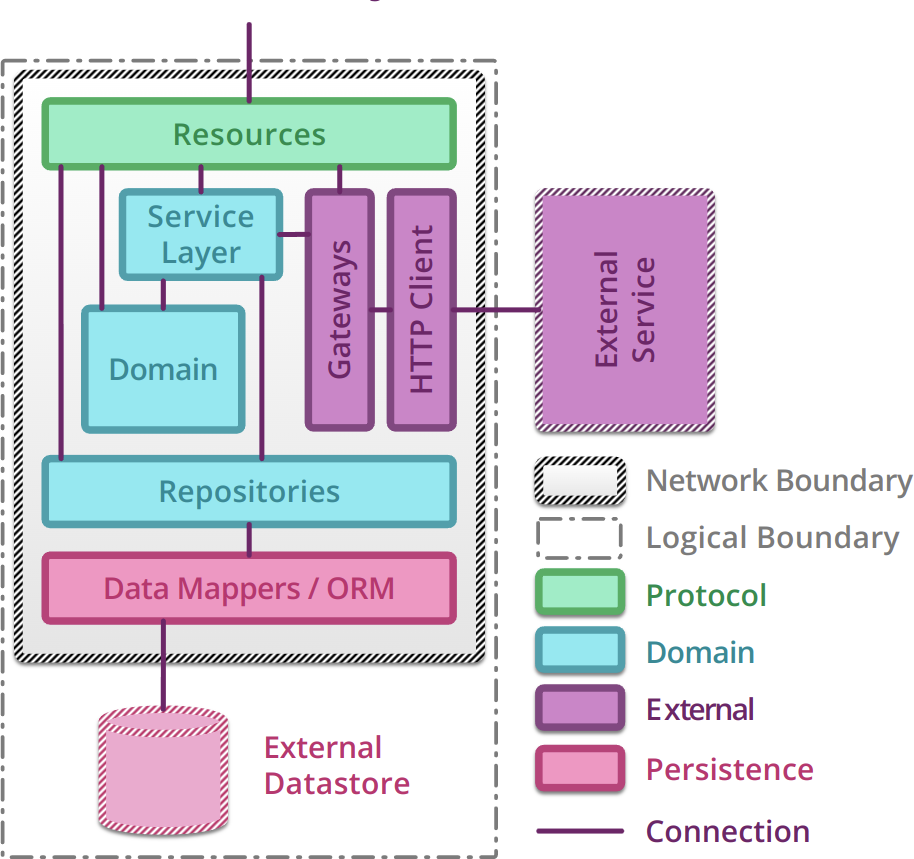 Resources
Service
Layer
Gateways
HTTP Client
External
Service
Domain
Repositories
Data Mappers / ORM
External
Datastore
Network Boundary
Logical Boundary
Protocol
Domain
External
Persistence
Connection